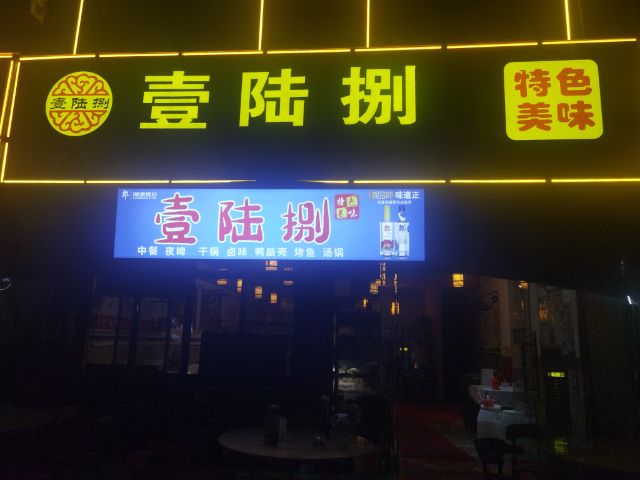 壹陆捌
壹陆捌
特色
美味
郎
壹陆捌
特色
美味
味道正
中餐 夜啤 干锅 卤味 鸭脑壳 烤鱼 汤锅